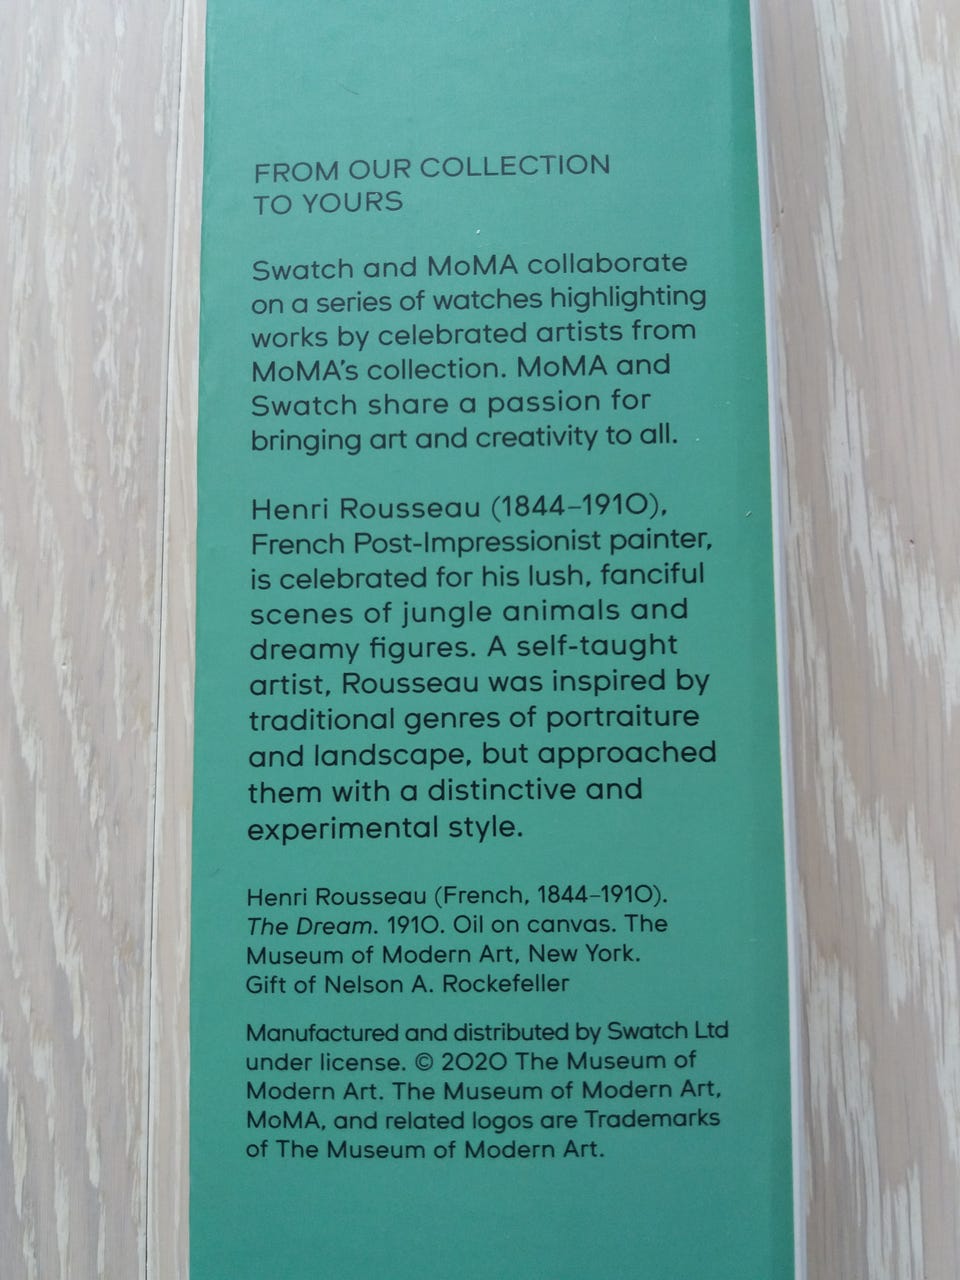 FROM OUR COLLECTION
TO YOURS
Swatch and MoMA collaborate
on a series of watches highlighting
works by celebrated artists from
MoMA's collection. MoMA and
Swatch share a passion for
bringing art and creativity to all.
Henri Rousseau (1844–1910),
French Post-Impressionist painter,
is celebrated for his lush, fanciful
scenes of jungle animals and
dreamy figures. A self-taught
artist, Rousseau was inspired by
traditional genres of portraiture
and landscape, but approached
them with a distinctive and
experimental style.
Henri Rousseau (French, 1844–1910).
The Dream. 1910. Oil on canvas. The
Museum of Modern Art, New York.
Gift of Nelson A. Rockefeller
Manufactured and distributed by Swatch Ltd
under license. © 2020 The Museum of
Modern Art. The Museum of Modern Art,
MoMA, and related logos are Trademarks
of The Museum of Modern Art.